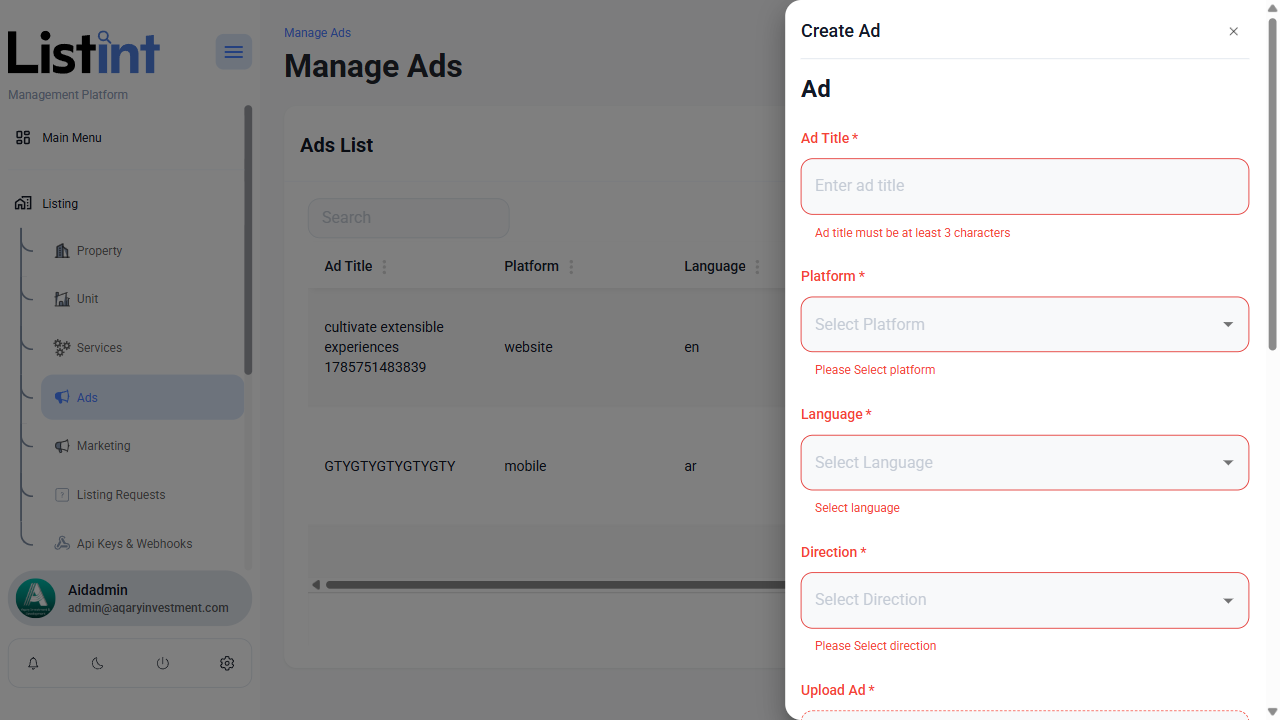 Listint
Management Platform
Main Menu
Listing
Property
Unit
Services
Ads
Marketing
Listing Requests
Api Keys & Webhooks
Aidadmin
admin@aqaryinvestment.com
Manage Ads
Manage Ads
Ads List
Search
Ad Title
Platform
Language
cultivate extensible
experiences
1785751483839
website
en
GTYGTYGTYGTYGTY
mobile
ar
Create Ad
Ad
Ad Title *
Enter ad title
Ad title must be at least 3 characters
Platform *
Select Platform
Please Select platform
Language *
Select Language
Select language
Direction *
Select Direction
Please Select direction
Upload Ad *